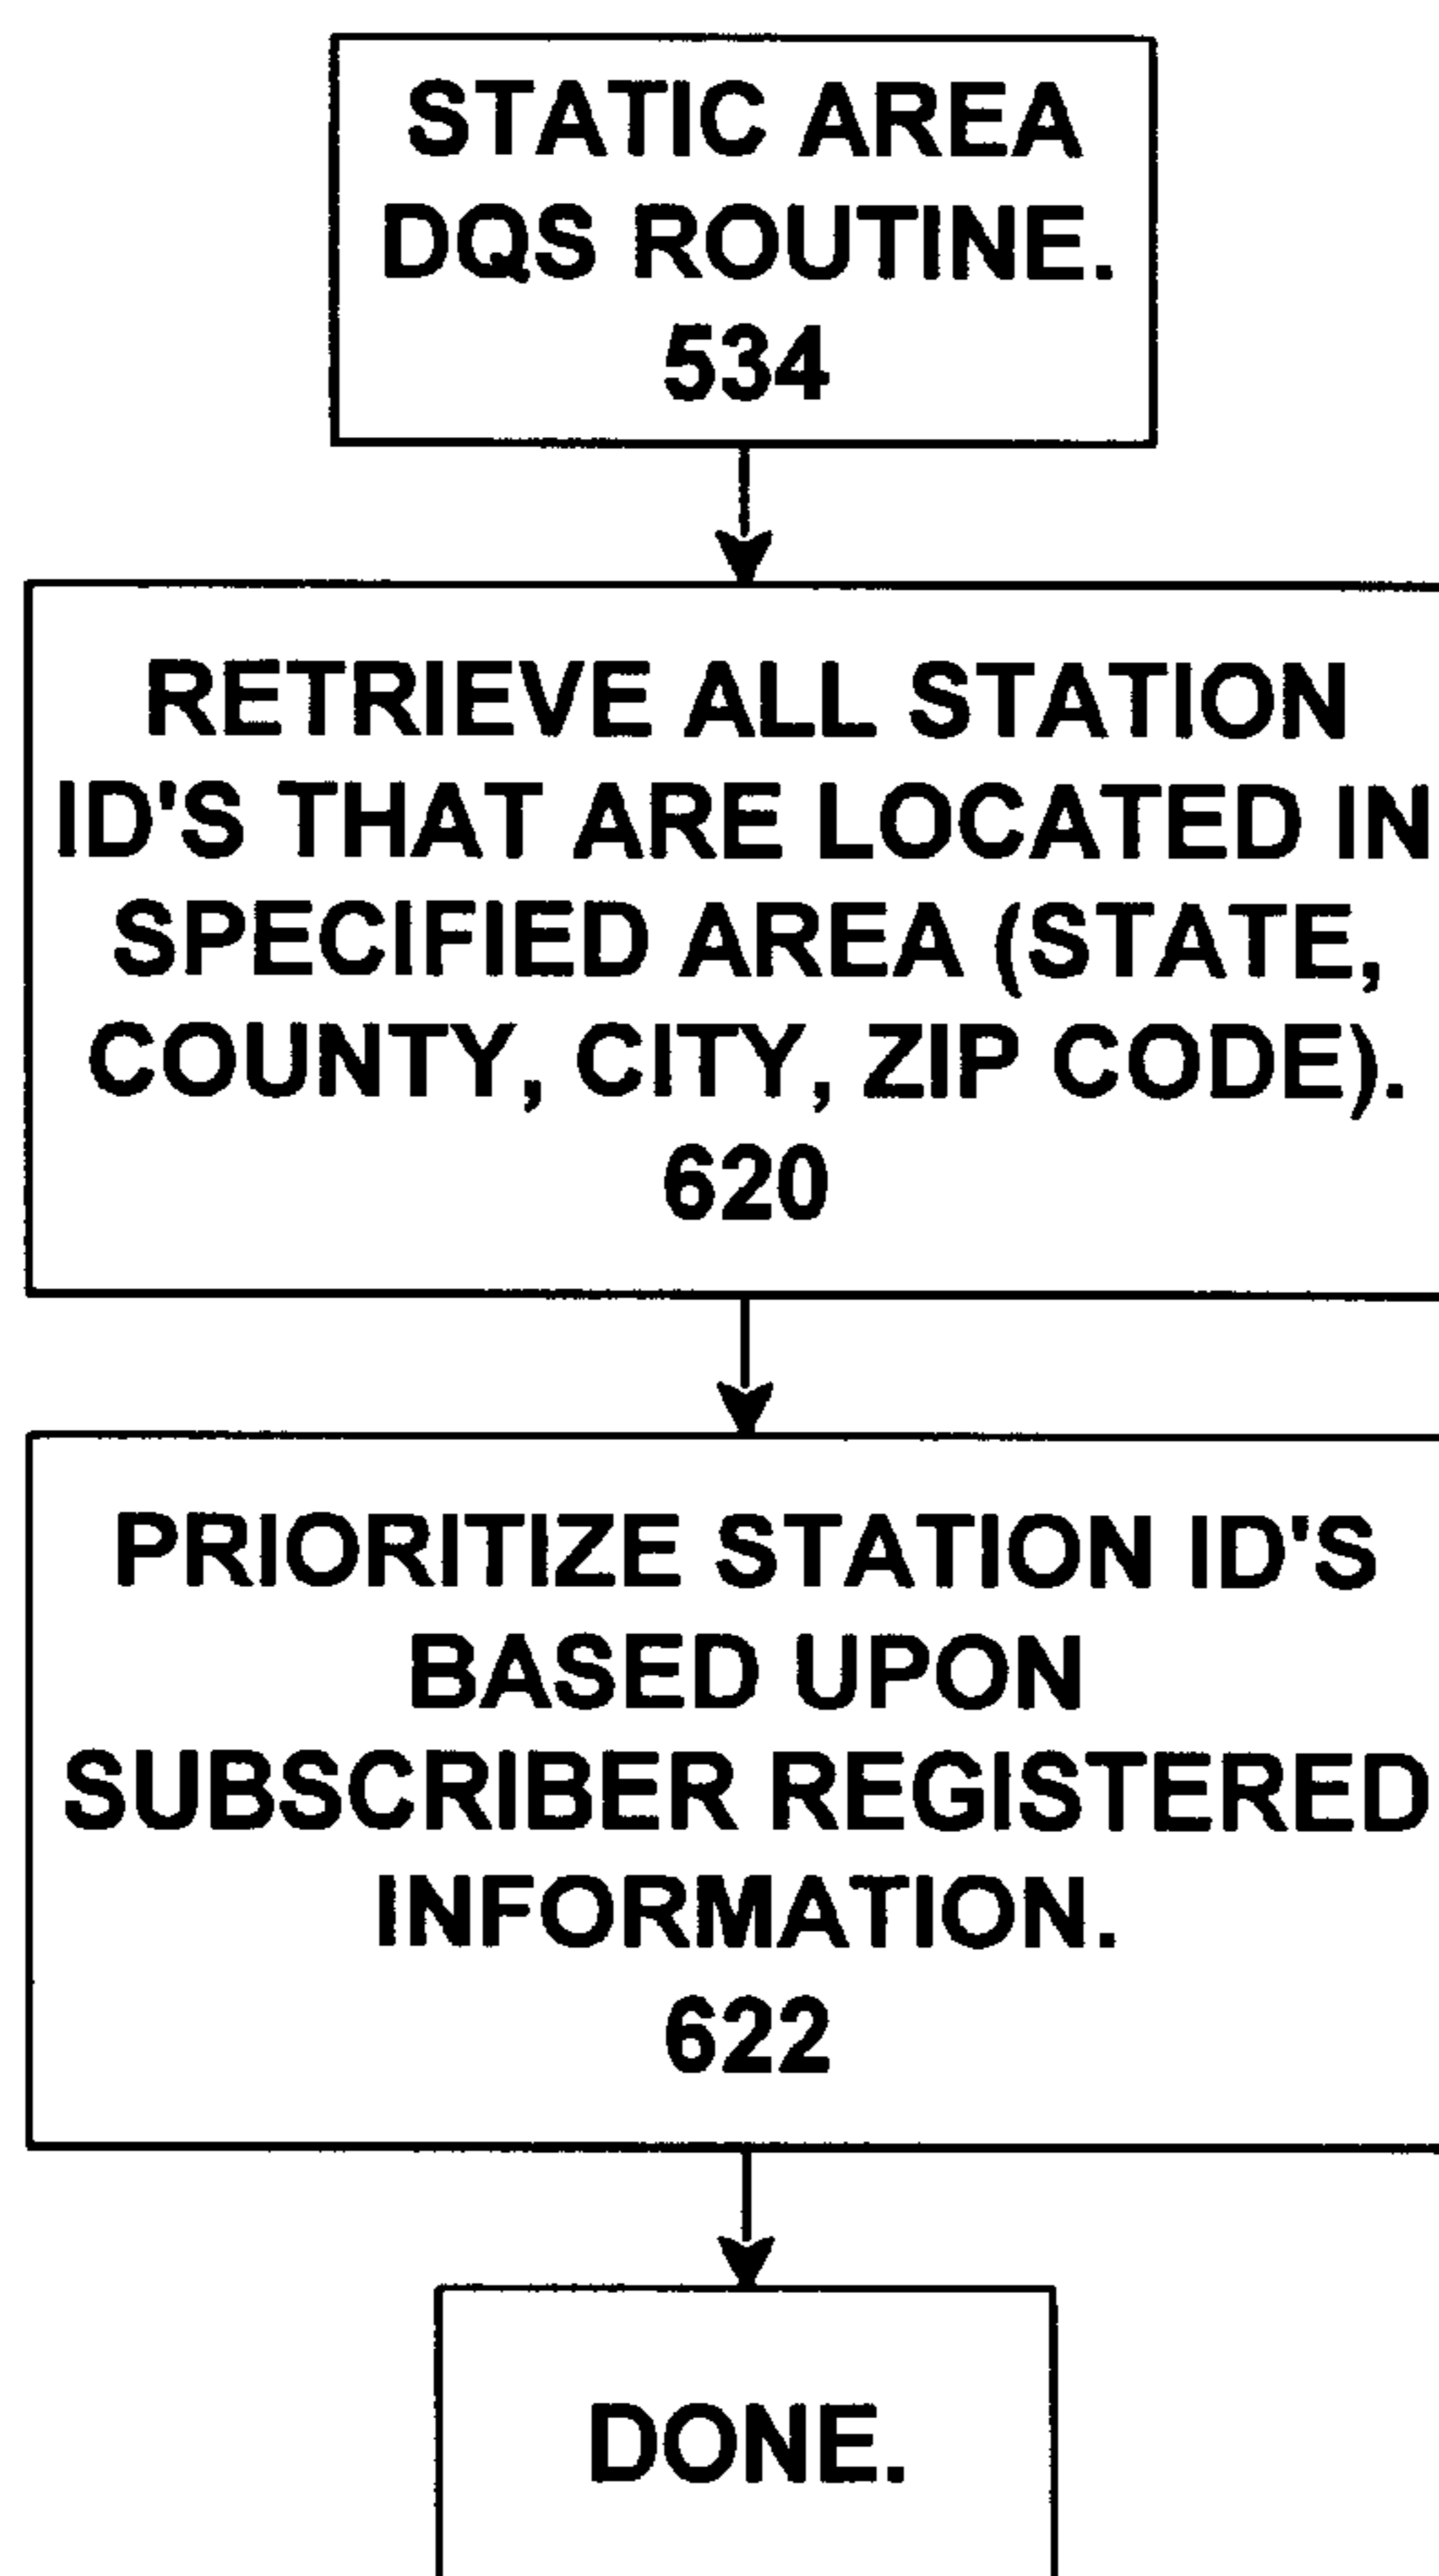 STATIC AREA
DQS ROUTINE.
534
RETRIEVE ALL STATION
ID'S THAT ARE LOCATED IN
SPECIFIED AREA (STATE,
COUNTY, CITY, ZIP CODE).
620
PRIORITIZE STATION ID'S
BASED UPON
SUBSCRIBER REGISTERED
INFORMATION.
622
DONE.